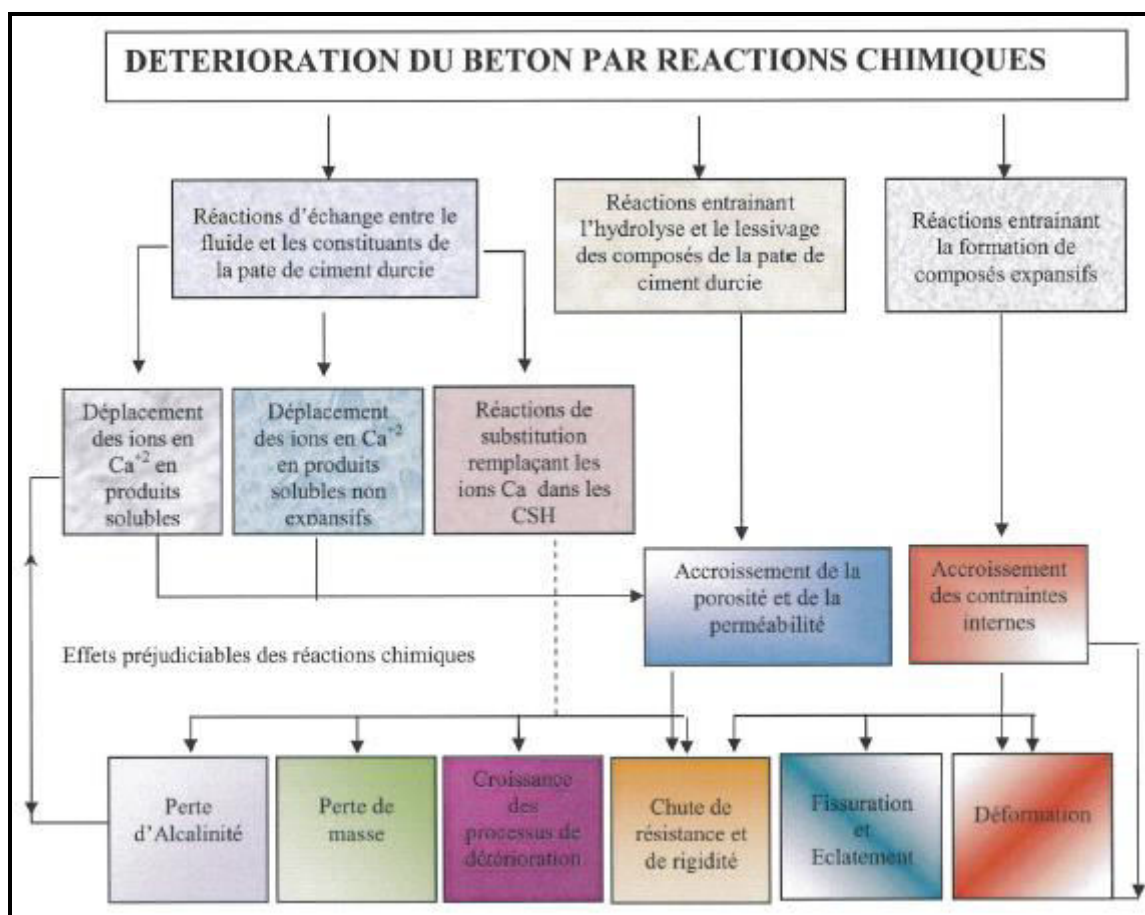 DETERIORATION DU BETON PAR REACTIONS CHIMIQUES
Réactions d'échange entre le
fluide et les constituants de
la pate de ciment durcie
Réactions entrainant
l'hydrolyse et le lessivage
des composés de la pate de
ciment durcie
Réactions entrainant
la formation de
composés expansifs
Déplacement
des ions en
Ca+2 en
produits
solubles
Déplacement
des ions en Ca+2
en produits
solubles non
expansifs
Réactions de
substitution
remplaçant les
ions Ca dans les
CSH
Accroissement de la
porosité et de la
perméabilité
Accroissement
des contraintes
internes
Effets préjudiciables des réactions chimiques
Perte
d'Alcalinité
Perte de
masse
Croissance
des
processus de
détérioration
Chute de
résistance et
de rigidité
Fissuration
et
Eclatement
Déformation